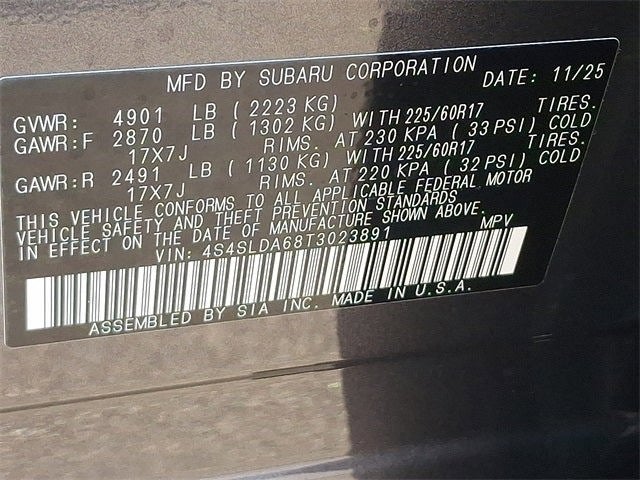 MFD BY SUBARU CORPORATION DATE: 11/25
GVWR: 4901 LB (2223 KG)
GAWR:F 2870 LB (1302 KG) WITH 225/60R17 TIRES.
17X7J RIMS. AT 230 KPA (33 PSI) COLD
GAWR:R 2491 LB (1130 KG) WITH 225/60R17 TIRES.
17X7J RIMS. AT 220 KPA (32 PSI) COLD
THIS VEHICLE CONFORMS TO ALL APPLICABLE FEDERAL MOTOR
VEHICLE SAFETY AND THEFT PREVENTION STANDARDS
IN EFFECT ON THE DATE OF MANUFACTURE SHOWN ABOVE.
VIN: 4S4SLDA68T3023891 MPV
ASSEMBLED BY SIA INC. MADE IN U.S.A.